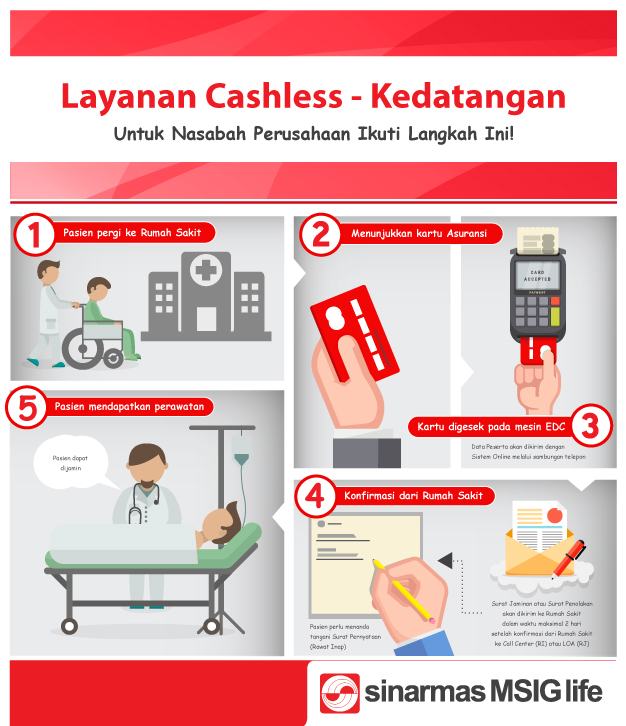 Layanan Cashless - Kedatangan
Untuk Nasabah Perusahaan Ikuti Langkah Ini!
1 Pasien pergi ke Rumah Sakit
2 Menunjukkan kartu Asuransi
CARD
ACCEPTED
PAYMENT
Kartu digesek pada mesin EDC 3
Data Peserta akan dikirim dengan
Sistem Online melalui sambungan telepon
4 Konfirmasi dari Rumah Sakit
Pasien perlu menanda
tangani Surat Pernyataan
(Rawat Inap)
Surat Jaminan atau Surat Penolakan
akan dikirim ke Rumah Sakit
dalam waktu maksimal 2 hari
setelah konfirmasi dari Rumah Sakit
ke Call Center (RI) atau LCM (RJ)
5 Pasien mendapatkan perawatan
Pasien dapat
dijamin
sinarmas MSIG life